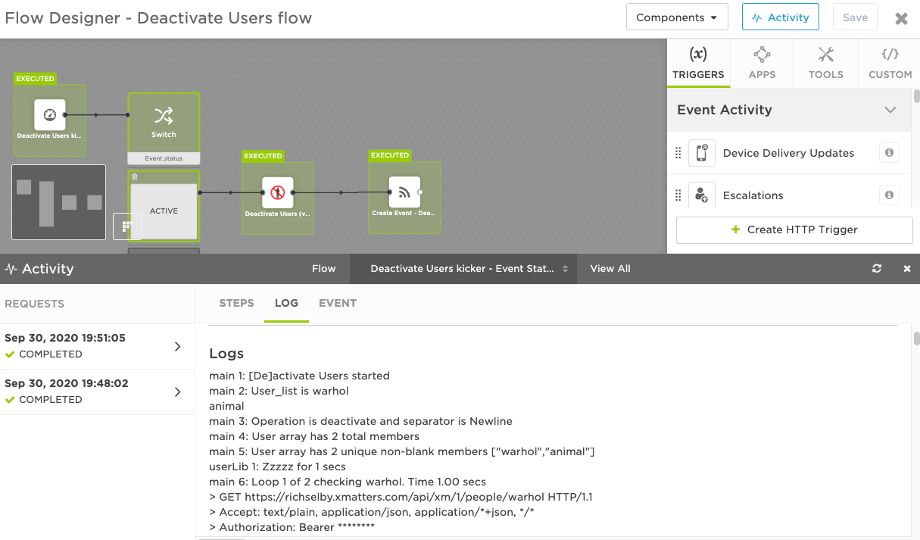 Flow Designer - Deactivate Users flow
Components
Activity
Save
TRIGGERS
APPS
TOOLS
CUSTOM
EXECUTED
Deactivate Users ki...
Switch
Event.status
ACTIVE
EXECUTED
Deactivate Users (v...
EXECUTED
Create Event - Dea...
Event Activity
Device Delivery Updates
Escalations
+ Create HTTP Trigger
Activity
Flow
Deactivate Users kicker - Event Stat...
View All
REQUESTS
STEPS
LOG
EVENT
Sep 30, 2020 19:51:05
COMPLETED
Sep 30, 2020 19:48:02
COMPLETED
Logs
main 1: [De]activate Users started
main 2: User_list is warhol
animal
main 3: Operation is deactivate and separator is Newline
main 4: User array has 2 total members
main 5: User array has 2 unique non-blank members ["warhol","animal"]
userLib 1: Zzzzz for 1 secs
main 6: Loop 1 of 2 checking warhol. Time 1.00 secs
> GET https://richselby.xmatters.com/api/xm/1/people/warhol HTTP/1.1
> Accept: text/plain, application/json, application/*+json, */*
> Authorization: Bearer ********